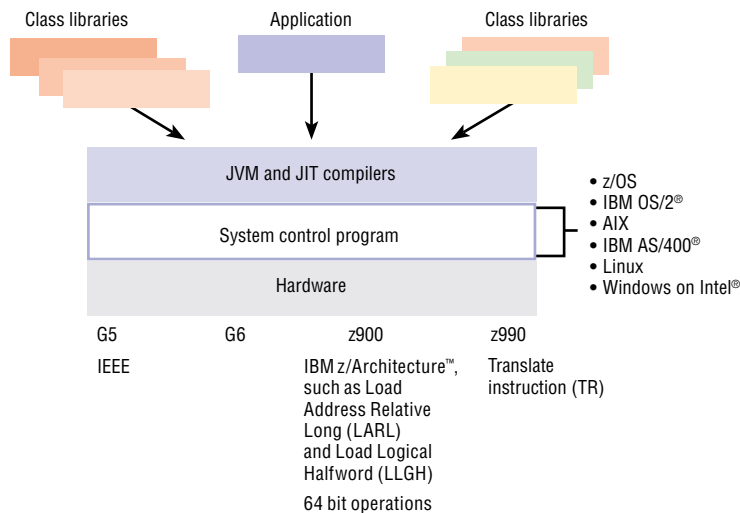 Class libraries
Application
Class libraries
JVM and JIT compilers
System control program
Hardware
• z/OS
• IBM OS/2®
• AIX
• IBM AS/400®
• Linux
• Windows on Intel®
G5
IEEE
G6
z900
IBM z/Architecture™,
such as Load
Address Relative
Long (LARL)
and Load Logical
Halfword (LLGH)
64 bit operations
z990
Translate
instruction (TR)